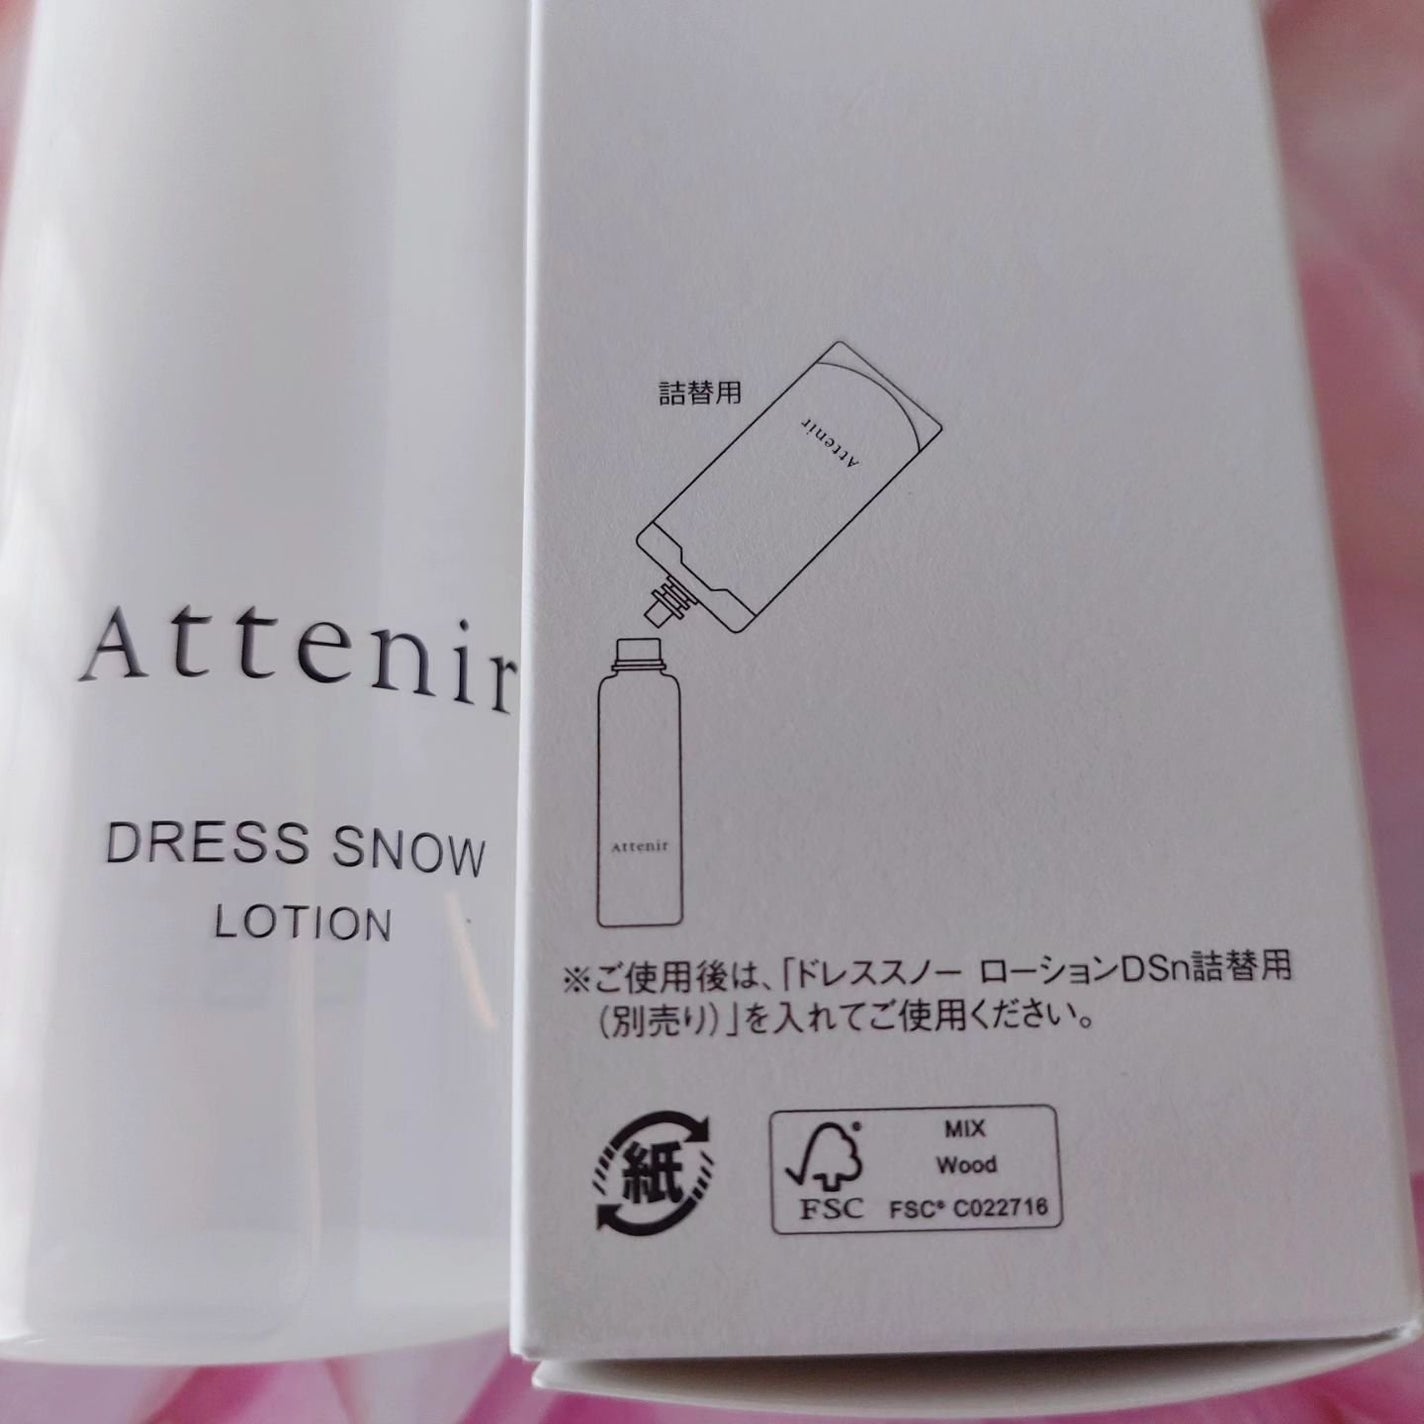 Attenir
DRESS SNOW
LOTION
詰替用
Attenir
Attenir
※ご使用後は、「ドレススノー ローションDSn詰替用
（別売り）」を入れてご使用ください。
紙
FSC
MIX
Wood
FSC® C022716